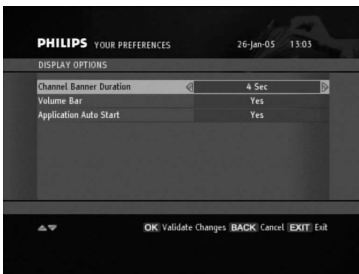 PHILIPS YOUR PREFERENCES 26-Jan-05 13:03
DISPLAY OPTIONS
Channel Banner Duration 4 Sec
Volume Bar Yes
Application Auto Start Yes
OK Validate Changes BACK Cancel EXIT Exit